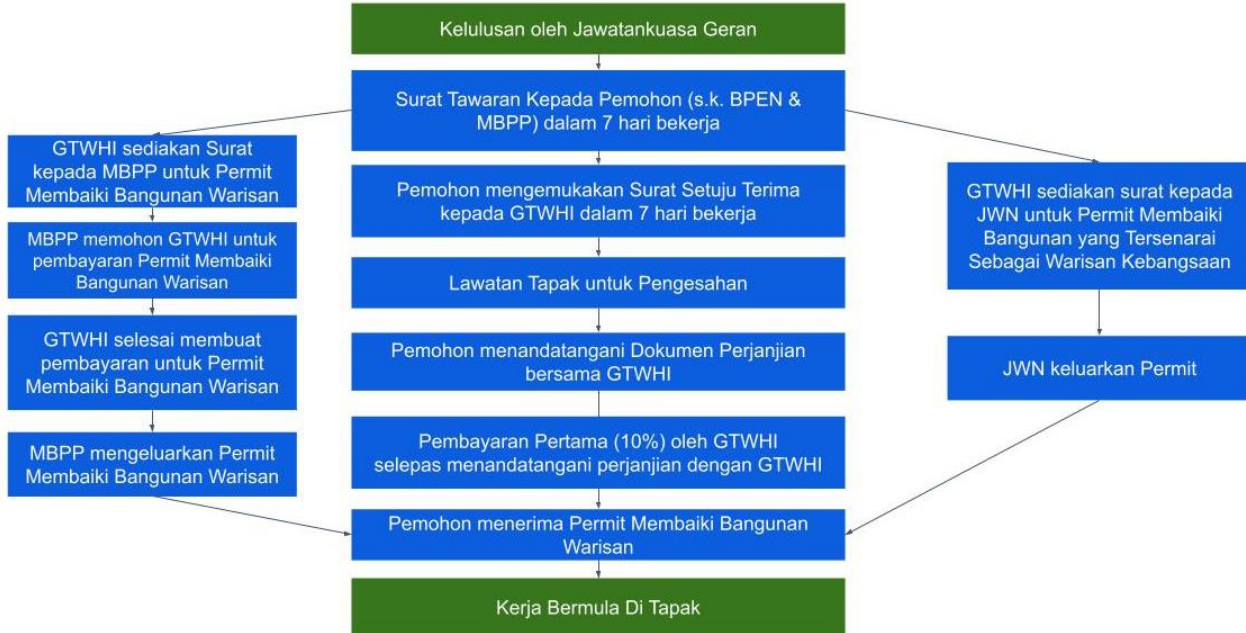 Kelulusan oleh Jawatankuasa Geran
Surat Tawaran Kepada Pemohon (s.k. BPEN &
MBPP) dalam 7 hari bekerja
GTWHI sediakan Surat
kepada MBPP untuk Permit
Membaiki Bangunan Warisan
MBPP memohon GTWHI untuk
pembayaran Permit Membaiki
Bangunan Warisan
GTWHI selesai membuat
pembayaran untuk Permit
Membaiki Bangunan Warisan
MBPP mengeluarkan Permit
Membaiki Bangunan Warisan
Pemohon mengemukakan Surat Setuju Terima
kepada GTWHI dalam 7 hari bekerja
Lawatan Tapak untuk Pengesahan
Pemohon menandatangani Dokumen Perjanjian
bersama GTWHI
Pembayaran Pertama (10%) oleh GTWHI
selepas menandatangani perjanjian dengan GTWHI
GTWHI sediakan surat kepada
JWN untuk Permit Membaiki
Bangunan yang Tersenarai
Sebagai Warisan Kebangsaan
JWN keluarkan Permit
Pemohon menerima Permit Membaiki Bangunan
Warisan
Kerja Bermula Di Tapak